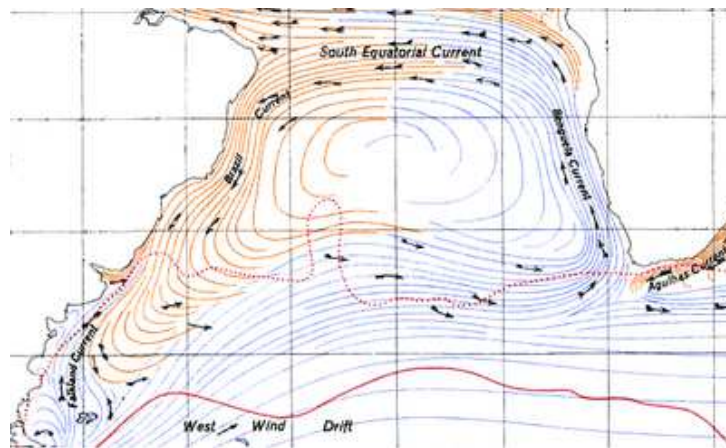 South Equatorial Current
Brazil Current
Benguela Current
Agulhas Current
Falkland Current
West Wind Drift